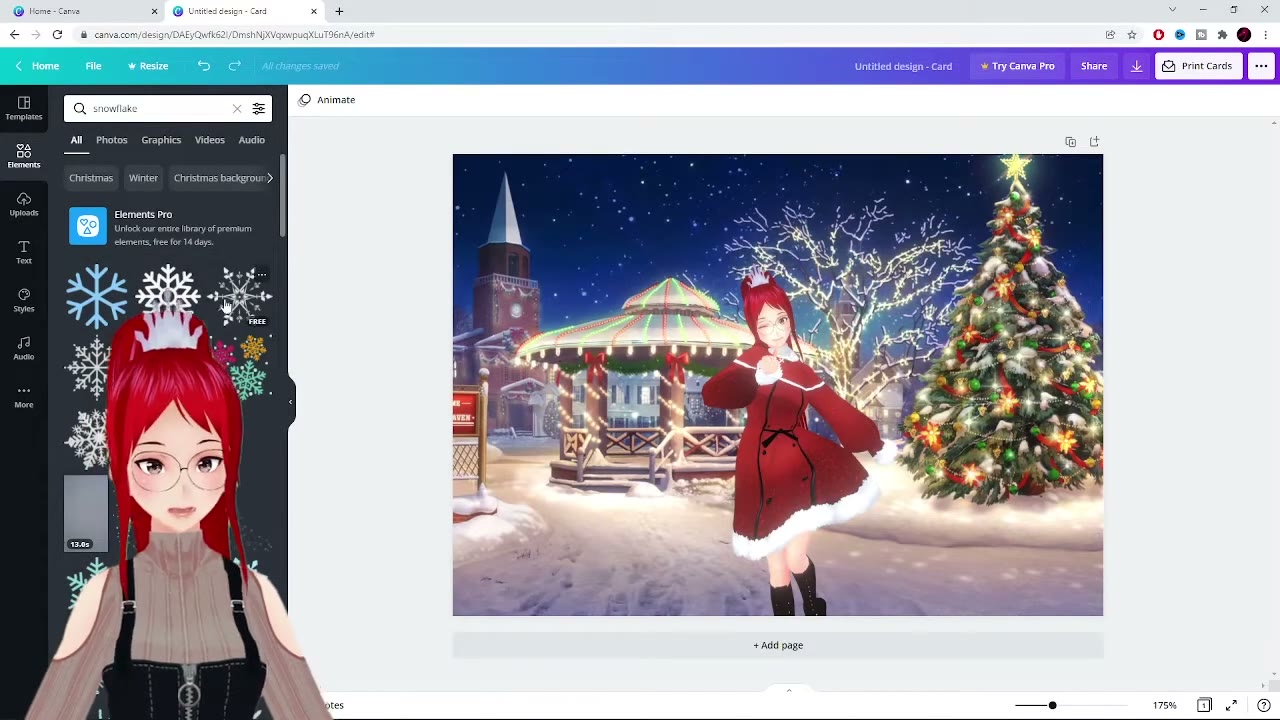 Home - Canva
Untitled design - Card
canva.com/design/DAEyQwfk62I/DmshNjXVqxwpuqXLuT96nA/edit#
Home
File
Resize
All changes saved
Untitled design - Card
Try Canva Pro
Share
Print Cards
Templates
Elements
Uploads
Text
Styles
Audio
More
snowflake
All
Photos
Graphics
Videos
Audio
Christmas
Winter
Christmas backgroun
Elements Pro
Unlock our entire library of premium
elements, free for 14 days.
FREE
13.0s
Animate
+ Add page
otes
175%
1